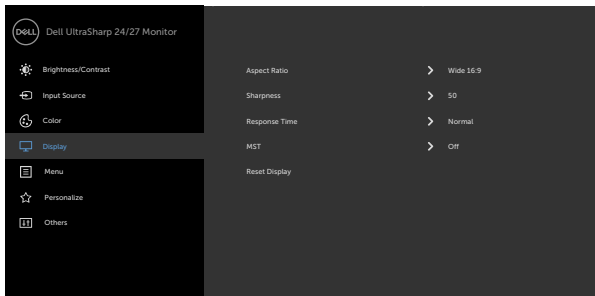 DELL Dell UltraSharp 24/27 Monitor
Brightness/Contrast
Input Source
Color
Display
Menu
Personalize
Others
Aspect Ratio Wide 16:9
Sharpness 50
Response Time Normal
MST Off
Reset Display